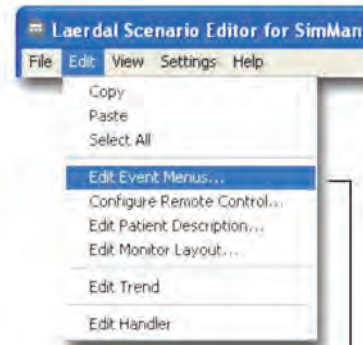 Laerdal Scenario Editor for SimMan
File Edit View Settings Help
Copy
Paste
Select All
Edit Event Menus...
Configure Remote Control...
Edit Patient Description...
Edit Monitor Layout...
Edit Trend
Edit Handler